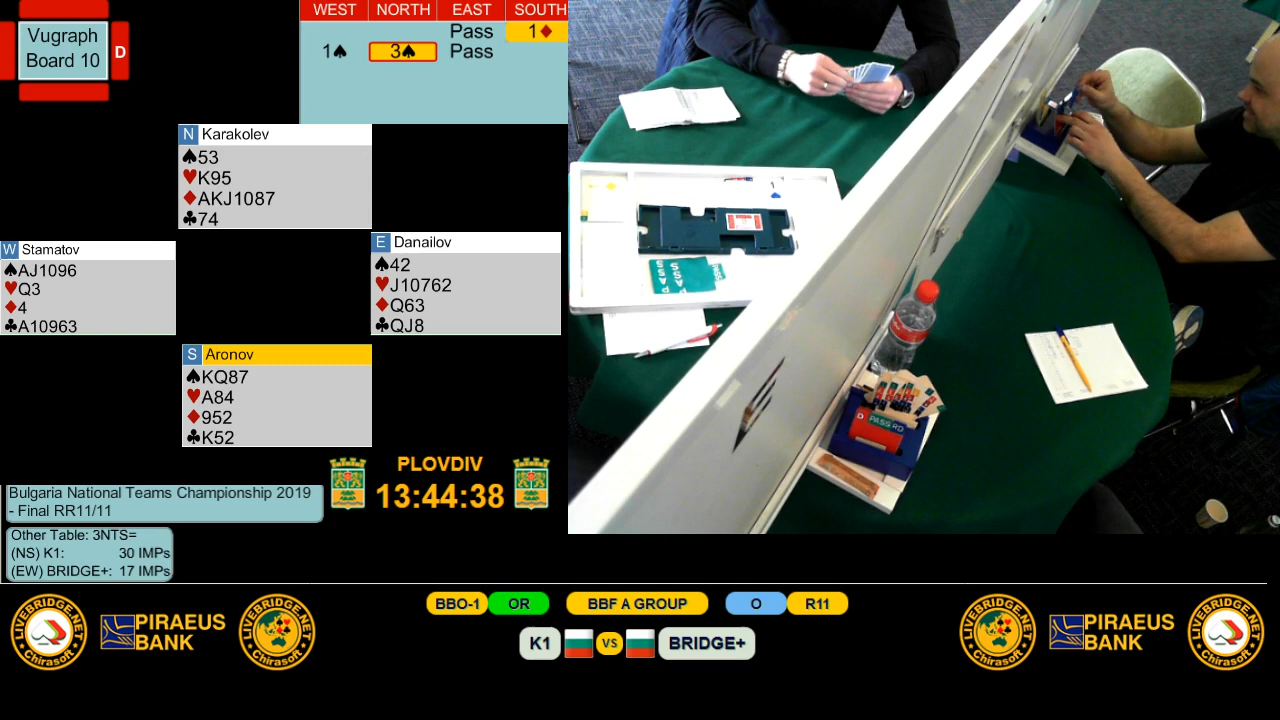 Vugraph
Board 10
D
WEST NORTH EAST SOUTH
Pass 1♦
1♠ 3♠ Pass
N Karakolev
♠53
♥K95
♦AKJ1087
♣74
W Stamatov
♠AJ1096
♥Q3
♦4
♣A10963
E Danailov
♠42
♥J10762
♦Q63
♣QJ8
S Aronov
♠KQ87
♥A84
♦952
♣K52
PASS RD
PLOVDIV
13:44:38
Bulgaria National Teams Championship 2019
- Final RR11/11
Other Table: 3NTS=
(NS) K1: 30 IMPs
(EW) BRIDGE+: 17 IMPs
BBO-1 OR BBF A GROUP O R11
K1 VS BRIDGE+
LIVEBRIDGE.NET
Chirasoft
PIRAEUS
BANK
LIVEBRIDGE.NET
Chirasoft
LIVEBRIDGE.NET
Chirasoft
PIRAEUS
BANK
LIVEBRIDGE.NET
Chirasoft